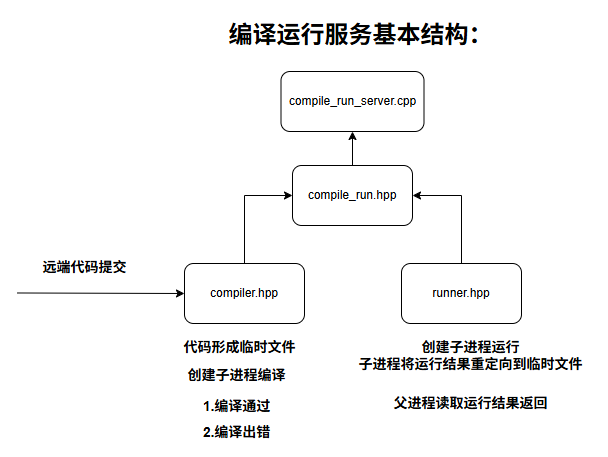 编译运行服务基本结构：
compile_run_server.cpp
compile_run.hpp
远端代码提交
compiler.hpp
runner.hpp
代码形成临时文件
创建子进程编译
1.编译通过
2.编译出错
创建子进程运行
子进程将运行结果重定向到临时文件
父进程读取运行结果返回